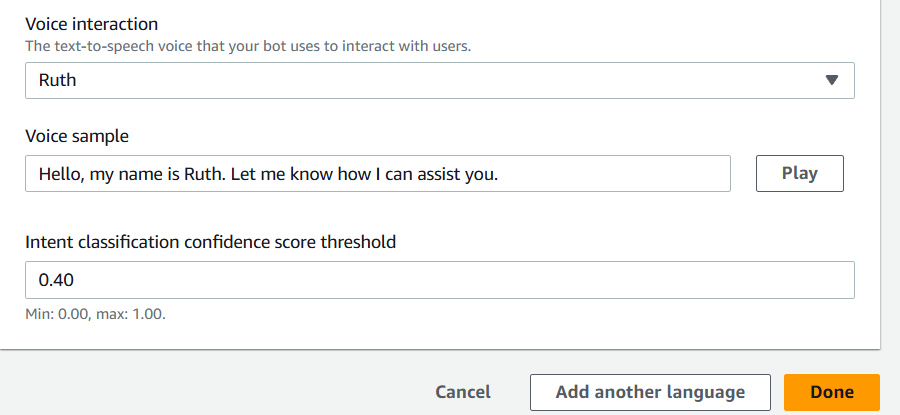 Voice interaction
The text-to-speech voice that your bot uses to interact with users.
Ruth
Voice sample
Hello, my name is Ruth. Let me know how I can assist you.
Play
Intent classification confidence score threshold
0.40
Min: 0.00, max: 1.00.
Cancel
Add another language
Done